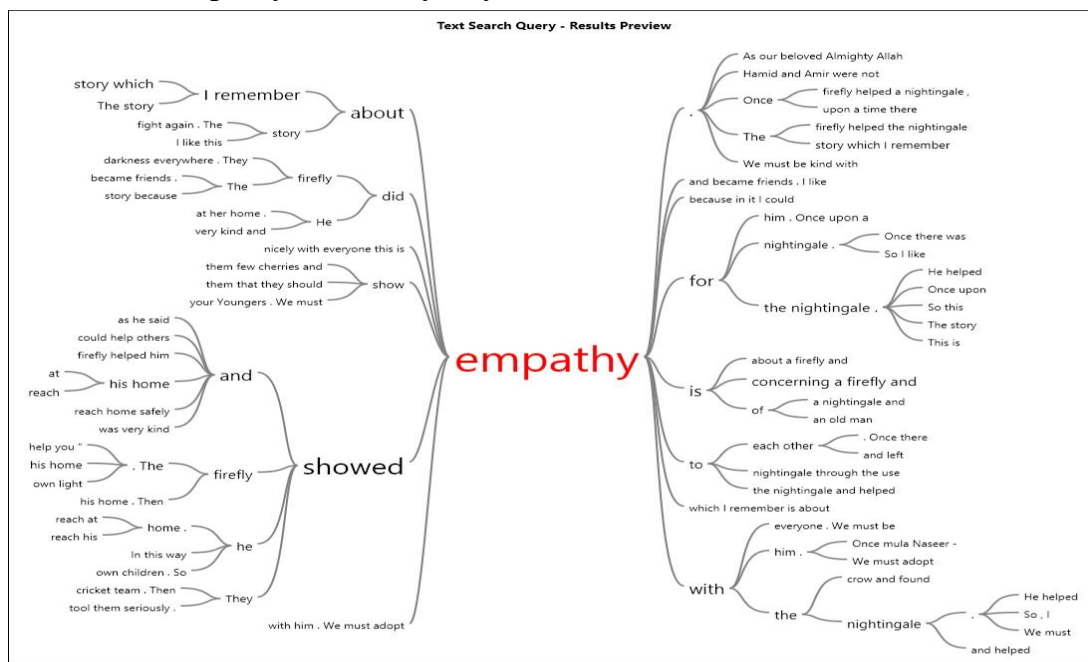 Text Search Query - Results Preview
story which
The story
I remember
fight again . The
I like this
story
about
darkness everywhere . They
became friends .
story because
The
firefly
at her home .
very kind and
He
did
nicely with everyone this is
them few cherries and
them that they should
your Youngers . We must
show
as he said
could help others
firefly helped him
at
reach
his home
reach home safely
was very kind
and
help you "
his home
own light
. The
his home . Then
firefly
reach at
reach his
home .
In this way
own children . So
he
cricket team . Then
tool them seriously .
They
showed
with him . We must adopt
empathy
.
As our beloved Almighty Allah
Hamid and Amir were not
Once
firefly helped a nightingale ,
upon a time there
The
firefly helped the nightingale
story which I remember
We must be kind with
and became friends . I like
because in it I could
for
him . Once upon a
nightingale .
Once there was
So I like
the nightingale .
He helped
Once upon
So this
The story
This is
is
about a firefly and
concerning a firefly and
of
a nightingale and
an old man
to
each other
. Once there
and left
nightingale through the use
the nightingale and helped
which I remember is about
with
everyone . We must be
him .
Once mula Naseer -
We must adopt
the
crow and found
nightingale
.
He helped
So , I
We must
and helped